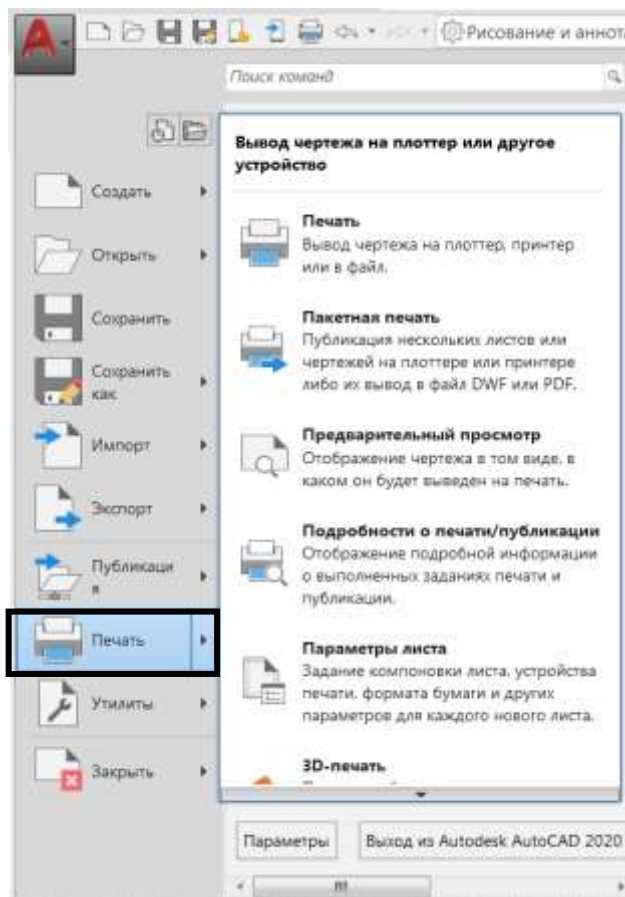 Рисование и аннот
Поиск команд
Вывод чертежа на плоттер или другое
устройство
Создать
Открыть
Сохранить
Сохранить
как
Импорт
Экспорт
Публикаци
я
Печать
Утилиты
Закрыть
Печать
Вывод чертежа на плоттер, принтер
или в файл.
Пакетная печать
Публикация нескольких листов или
чертежей на плоттере или принтере
либо их вывод в файл DWF или PDF.
Предварительный просмотр
Отображение чертежа в том виде, в
каком он будет выведен на печать.
Подробности о печати/публикации
Отображение подробной информации
о выполненных заданиях печати и
публикации.
Параметры листа
Задание компоновки листа, устройства
печати, формата бумаги и других
параметров для каждого нового листа.
3D-печать
Параметры
Выход из Autodesk AutoCAD 2020